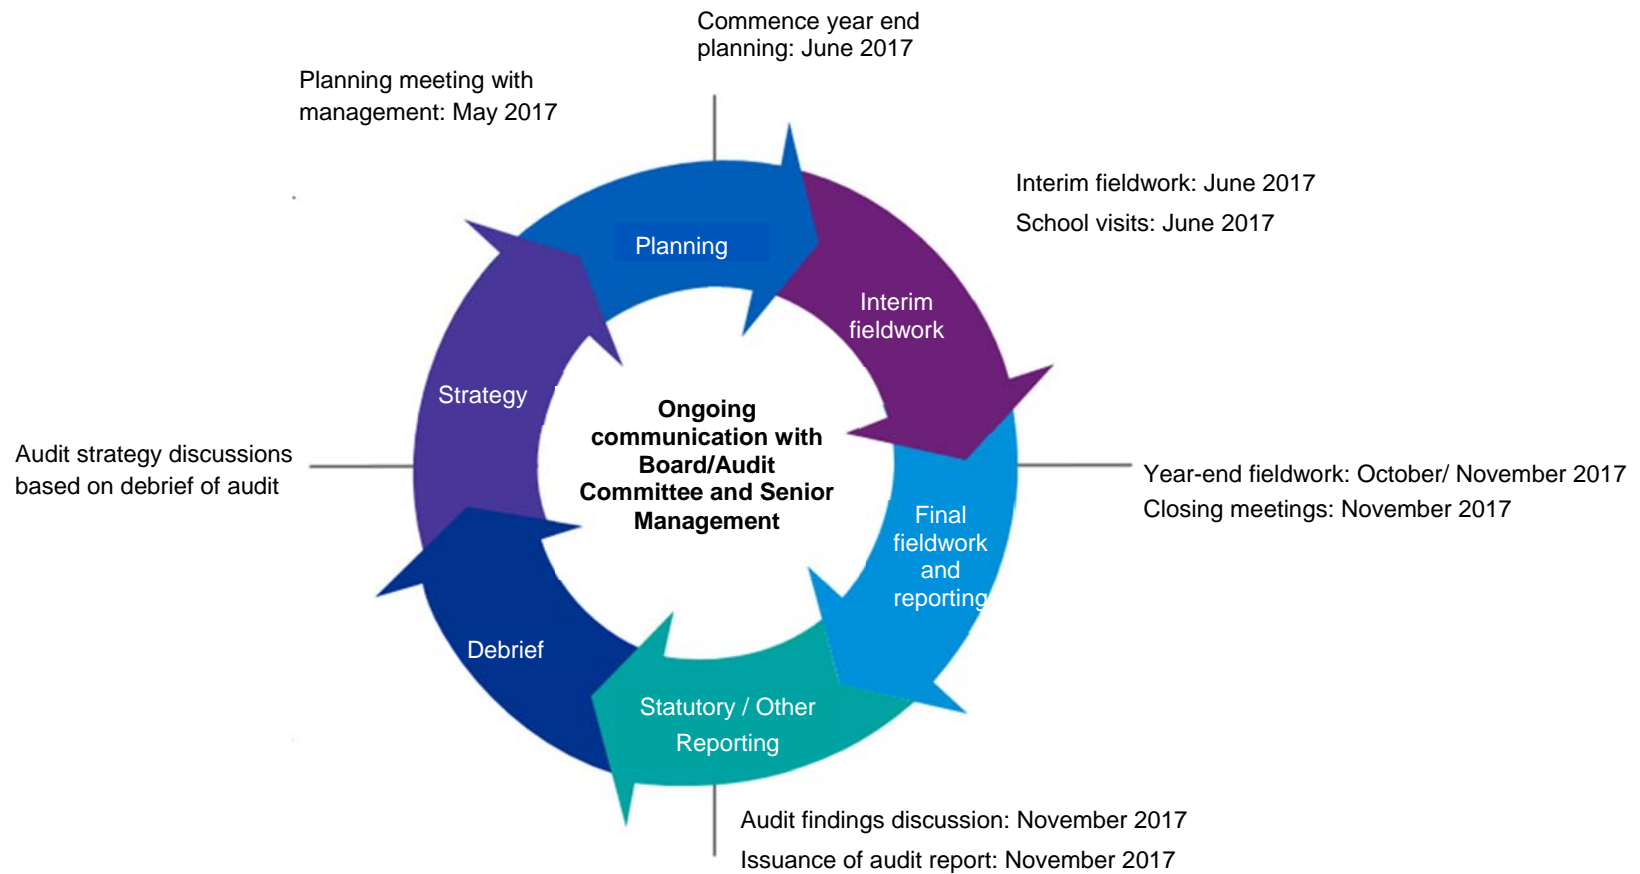 Commence year end
planning: June 2017
Planning meeting with
management: May 2017
Interim fieldwork: June 2017
School visits: June 2017
Planning
Interim
fieldwork
Strategy
Ongoing
communication with
Board/Audit
Committee and Senior
Management
Audit strategy discussions
based on debrief of audit
Year-end fieldwork: October/ November 2017
Closing meetings: November 2017
Final
fieldwork
and
reporting
Debrief
Statutory / Other
Reporting
Audit findings discussion: November 2017
Issuance of audit report: November 2017